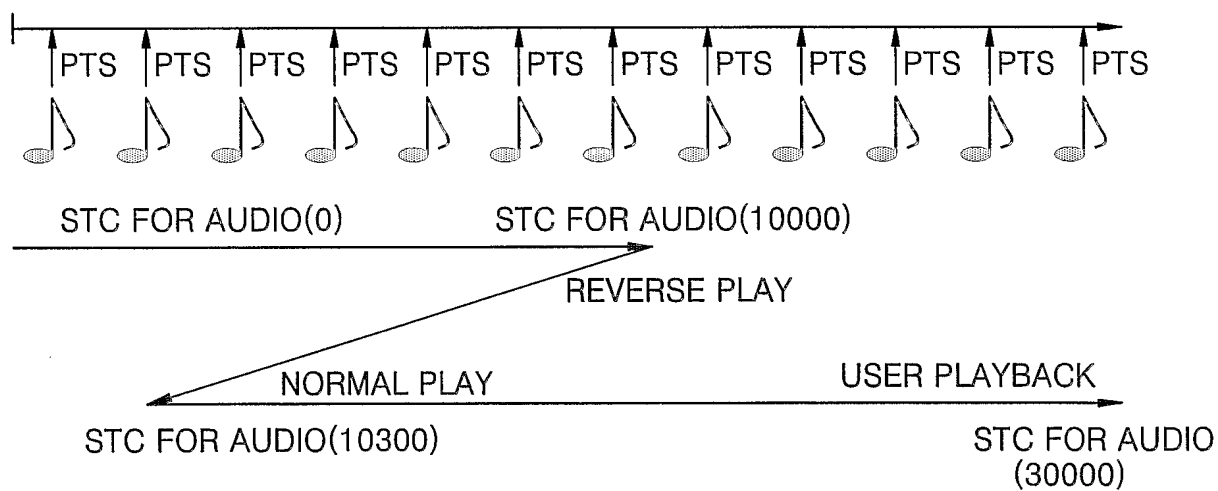 PTS PTS PTS PTS PTS PTS PTS PTS PTS PTS PTS PTS
STC FOR AUDIO(0) STC FOR AUDIO(10000)
REVERSE PLAY
NORMAL PLAY USER PLAYBACK
STC FOR AUDIO(10300) STC FOR AUDIO
(30000)